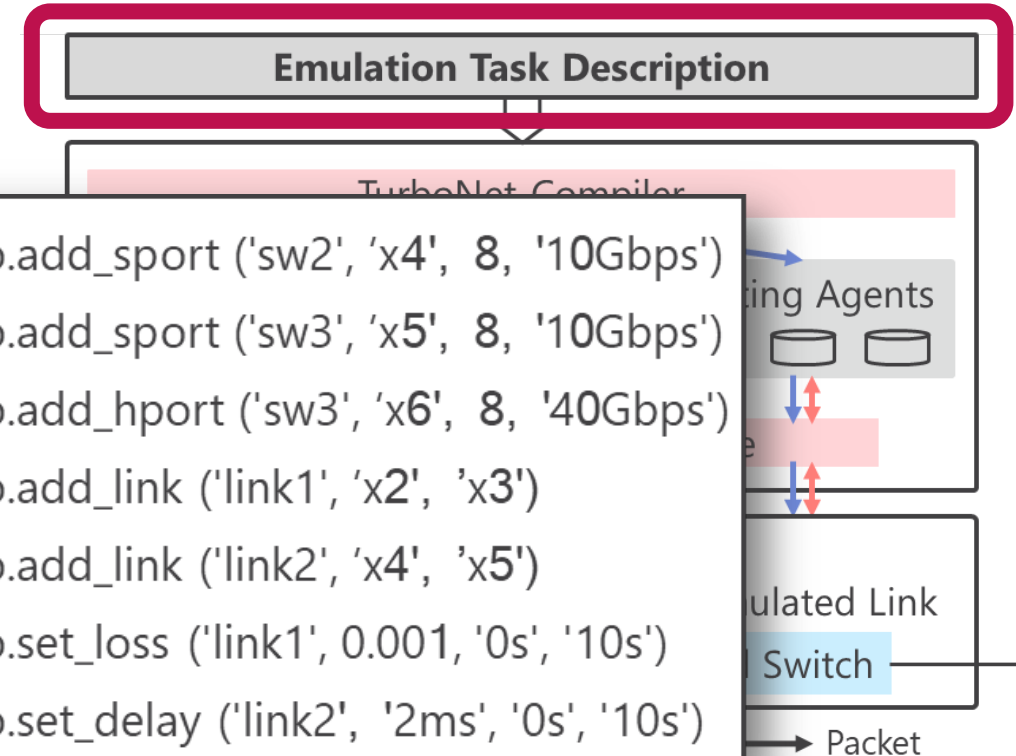 Emulation Task Description
TurboNet Compiler
.add_sport ('sw2', 'x4', 8, '10Gbps')
.add_sport ('sw3', 'x5', 8, '10Gbps')
.add_hport ('sw3', 'x6', 8, '40Gbps')
.add_link ('link1', 'x2', 'x3')
.add_link ('link2', 'x4', 'x5')
.set_loss ('link1', 0.001, '0s', '10s')
.set_delay ('link2', '2ms', '0s', '10s')
Agents
Link
Switch
Packet